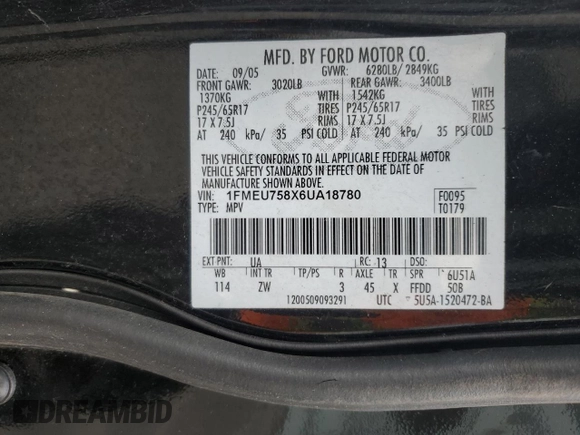 MFD. BY FORD MOTOR CO.
DATE: 09/05 GVWR: 6280LB/ 2849KG
FRONT GAWR: 3020LB REAR GAWR: 3400LB
1370KG WITH 1542KG WITH
P245/65R17 TIRES P245/65R17 TIRES
17 X 7.5J RIMS 17 X 7.5J RIMS
AT 240 kPa/ 35 PSI COLD AT 240 kPa/ 35 PSI COLD
THIS VEHICLE CONFORMS TO ALL APPLICABLE FEDERAL MOTOR
VEHICLE SAFETY STANDARDS IN EFFECT ON THE DATE OF
MANUFACTURE SHOWN ABOVE.
VIN: 1FMEU758X6UA18780 F0095
TYPE: MPV T0179
EXT PNT: UA RC: 13 DSO:
WB INT TR TP/PS R AXLE TR SPR 6U51A
114 ZW 3 45 X FFDD 50B
1200509093291 UTC 5U5A-1520472-BA
DREAMBID